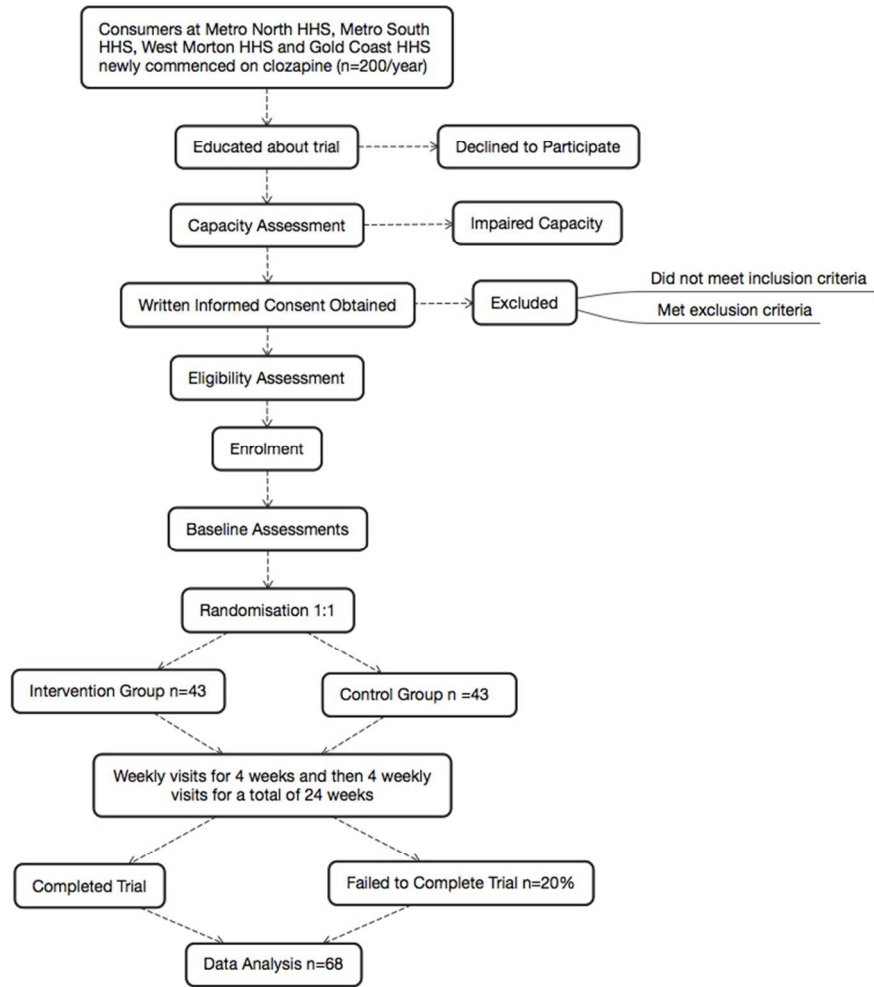 Consumers at Metro North HHS, Metro South
HHS, West Morton HHS and Gold Coast HHS
newly commenced on clozapine (n=200/year)
Educated about trial
Declined to Participate
Capacity Assessment
Impaired Capacity
Written Informed Consent Obtained
Excluded
Did not meet inclusion criteria
Met exclusion criteria
Eligibility Assessment
Enrolment
Baseline Assessments
Randomisation 1:1
Intervention Group n=43
Control Group n =43
Weekly visits for 4 weeks and then 4 weekly
visits for a total of 24 weeks
Completed Trial
Failed to Complete Trial n=20%
Data Analysis n=68